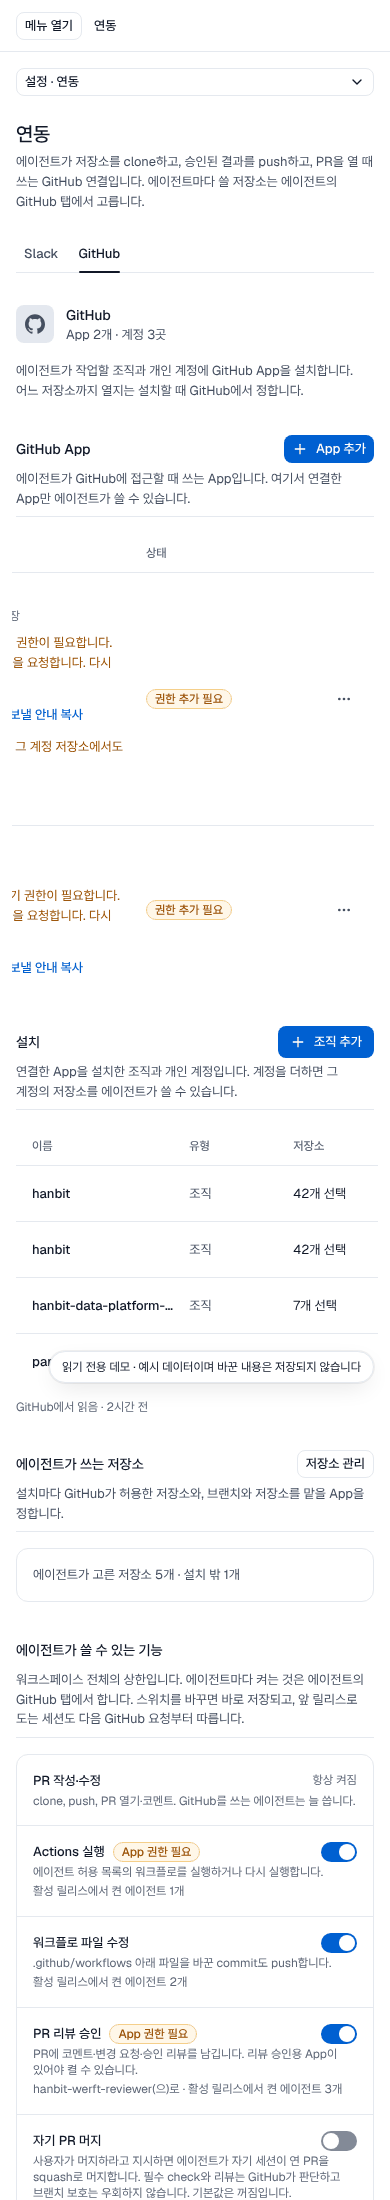 메뉴 열기 연동
설정 · 연동
연동
에이전트가 저장소를 clone하고, 승인된 결과를 push하고, PR을 열 때
쓰는 GitHub 연결입니다. 에이전트마다 쓸 저장소는 에이전트의
GitHub 탭에서 고릅니다.
Slack GitHub
GitHub
App 2개 · 계정 3곳
에이전트가 작업할 조직과 개인 계정에 GitHub App을 설치합니다.
어느 저장소까지 열지는 설치할 때 GitHub에서 정합니다.
GitHub App
App 추가
에이전트가 GitHub에 접근할 때 쓰는 App입니다. 여기서 연결한
App만 에이전트가 쓸 수 있습니다.
상태
장
권한이 필요합니다.
을 요청합니다. 다시
권한 추가 필요
보낼 안내 복사
그 계정 저장소에서도
기 권한이 필요합니다.
권한 추가 필요
을 요청합니다. 다시
보낼 안내 복사
설치
조직 추가
연결한 App을 설치한 조직과 개인 계정입니다. 계정을 더하면 그
계정의 저장소를 에이전트가 쓸 수 있습니다.
이름 유형 저장소
hanbit 조직 42개 선택
hanbit 조직 42개 선택
hanbit-data-platform-... 조직 7개 선택
읽기 전용 데모 · 예시 데이터이며 바꾼 내용은 저장되지 않습니다
GitHub에서 읽음 · 2시간 전
에이전트가 쓰는 저장소
저장소 관리
설치마다 GitHub가 허용한 저장소와, 브랜치와 저장소를 맡을 App을
정합니다.
에이전트가 고른 저장소 5개 · 설치 밖 1개
에이전트가 쓸 수 있는 기능
워크스페이스 전체의 상한입니다. 에이전트마다 켜는 것은 에이전트의
GitHub 탭에서 합니다. 스위치를 바꾸면 바로 저장되고, 앞 릴리스로
도는 세션도 다음 GitHub 요청부터 따릅니다.
PR 작성·수정 항상 켜짐
clone, push, PR 열기·코멘트. GitHub를 쓰는 에이전트는 늘 씁니다.
Actions 실행 App 권한 필요
에이전트 허용 목록의 워크플로를 실행하거나 다시 실행합니다.
활성 릴리스에서 켠 에이전트 1개
워크플로 파일 수정
.github/workflows 아래 파일을 바꾼 commit도 push합니다.
활성 릴리스에서 켠 에이전트 2개
PR 리뷰 승인 App 권한 필요
PR에 코멘트·변경 요청·승인 리뷰를 남깁니다. 리뷰 승인용 App이
있어야 켤 수 있습니다.
hanbit-werft-reviewer(으)로 · 활성 릴리스에서 켠 에이전트 3개
자기 PR 머지
사용자가 머지하라고 지시하면 에이전트가 자기 세션이 연 PR을
squash로 머지합니다. 필수 check와 리뷰는 GitHub가 판단하고
브랜치 보호는 우회하지 않습니다. 기본값은 꺼짐입니다.